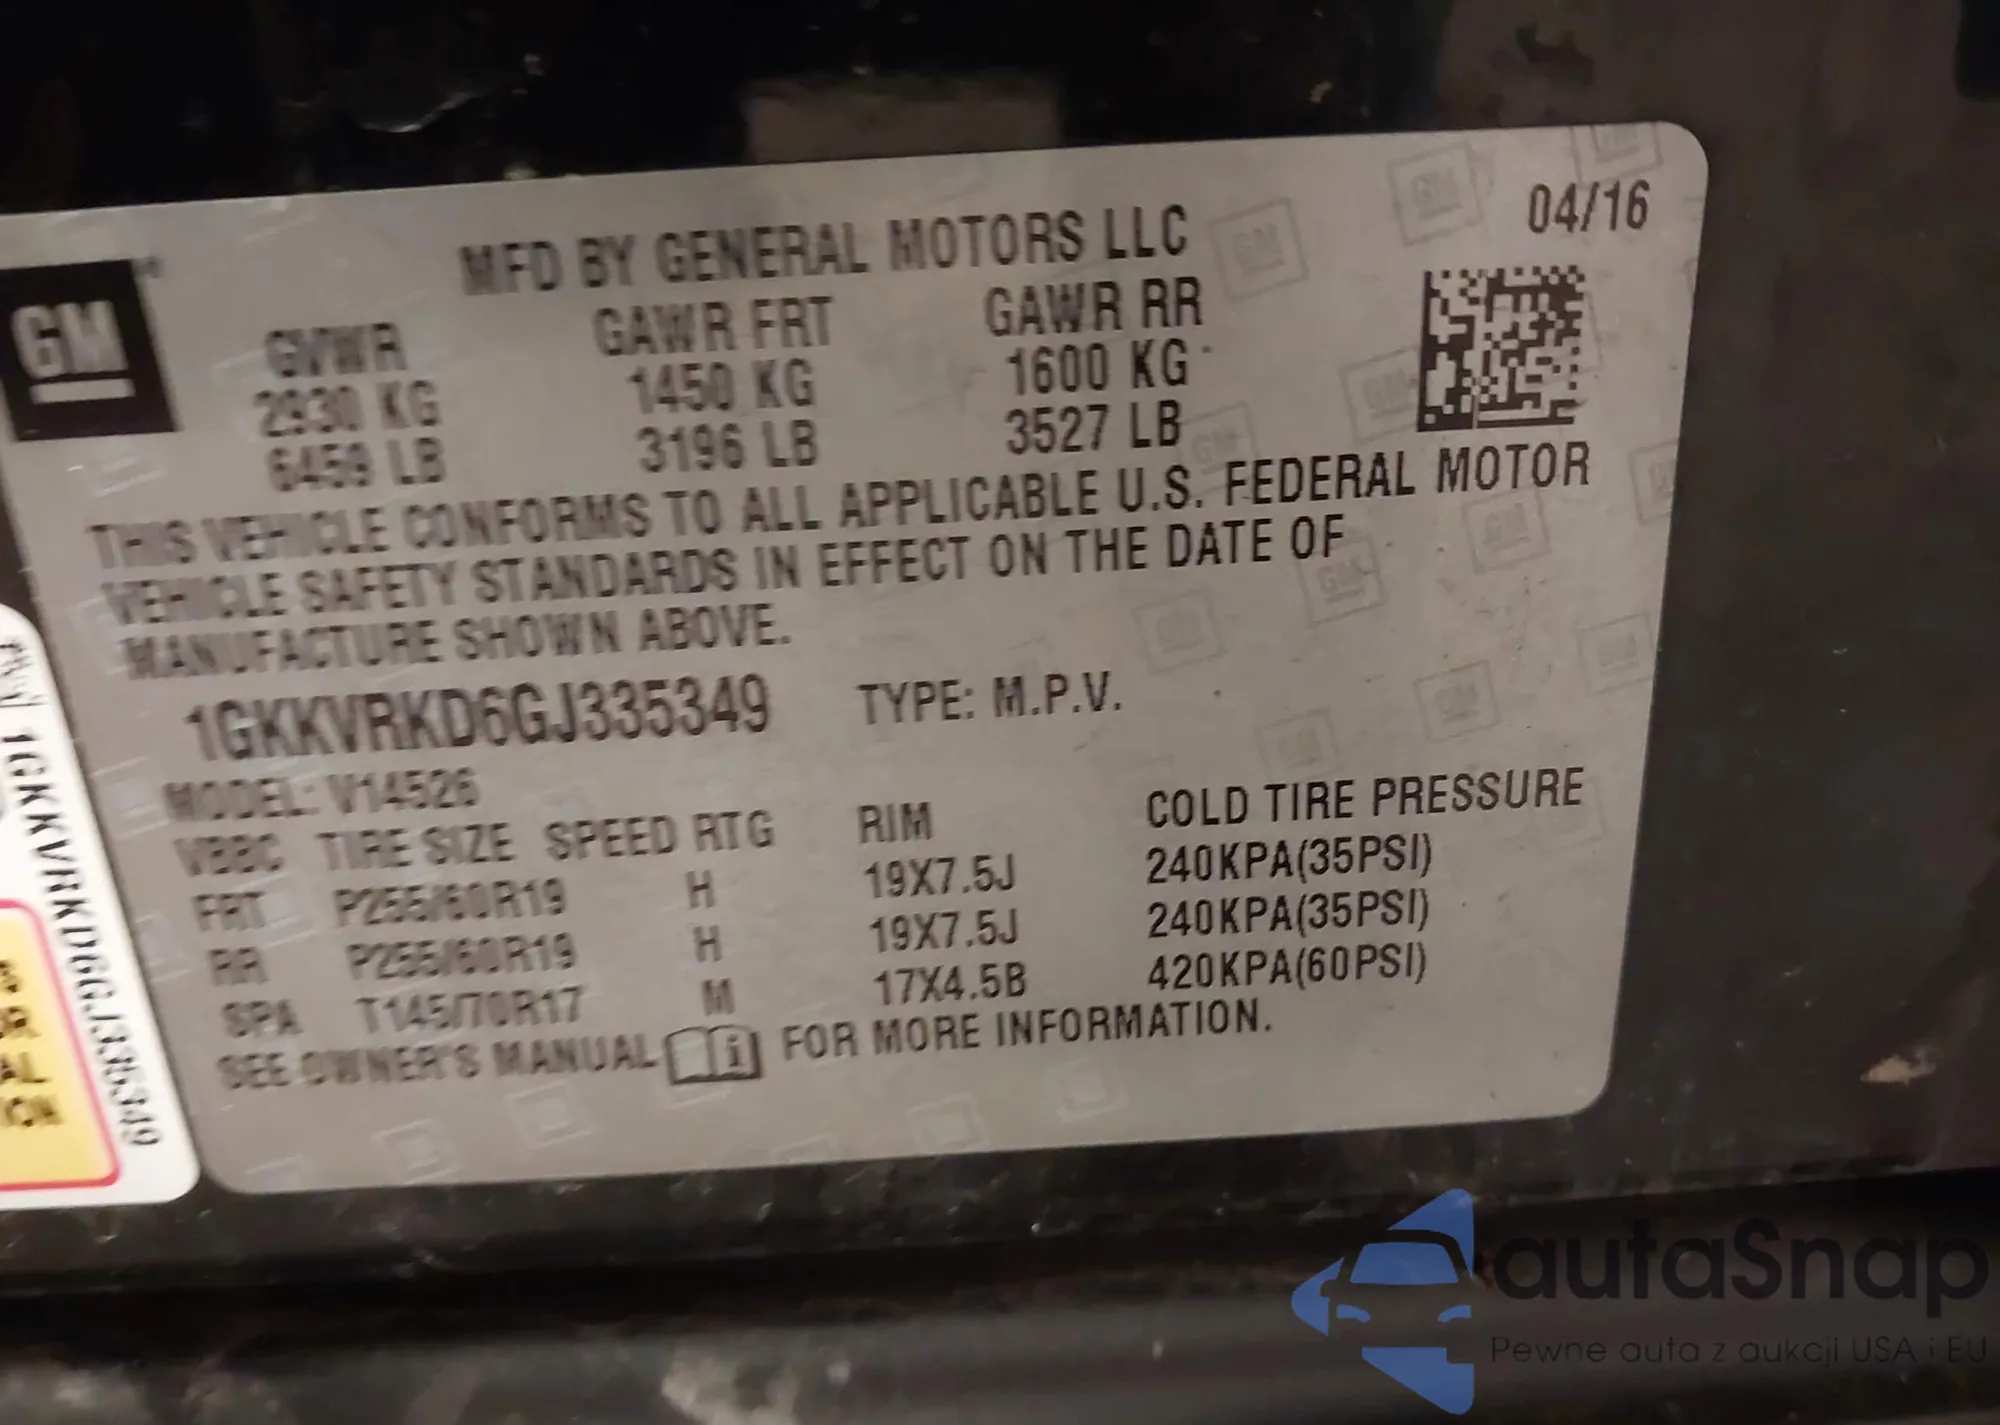 04/16
MFD BY GENERAL MOTORS LLC
GM
GVWR GAWR FRT GAWR RR
2930 KG 1450 KG 1600 KG
6459 LB 3196 LB 3527 LB
THIS VEHICLE CONFORMS TO ALL APPLICABLE U.S. FEDERAL MOTOR
VEHICLE SAFETY STANDARDS IN EFFECT ON THE DATE OF
MANUFACTURE SHOWN ABOVE.
1GKKVRKD6GJ335349 TYPE: M.P.V.
MODEL: V14526
VBBC TIRE SIZE SPEED RTG RIM COLD TIRE PRESSURE
FRT P255/60R19 H 19X7.5J 240KPA(35PSI)
RR P255/60R19 H 19X7.5J 240KPA(35PSI)
SPA T145/70R17 M 17X4.5B 420KPA(60PSI)
SEE OWNER'S MANUAL i FOR MORE INFORMATION.
1GKKVRKD6GJ335349
autaSnap
Pewne auta z aukcji USA i EU